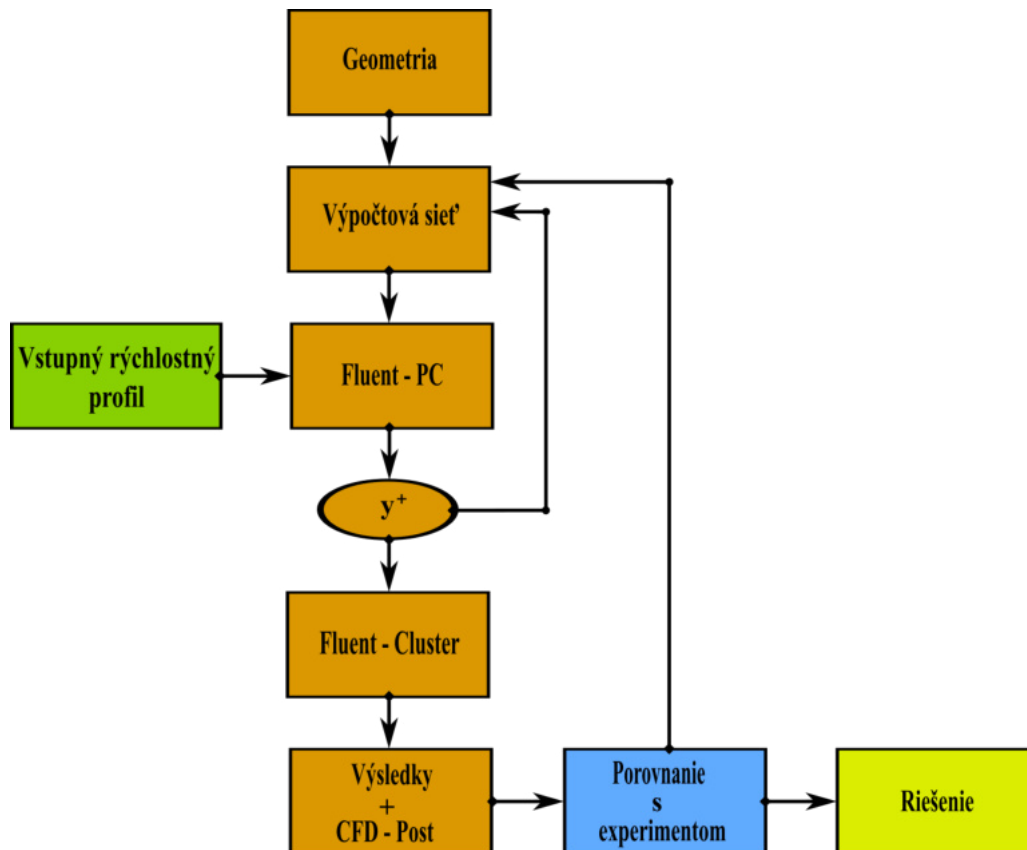 Geometria
Výpočtová sieť
Vstupný rýchlostný
profil
Fluent - PC
y+
Fluent - Cluster
Výsledky
+
CFD - Post
Porovnanie
s
experimentom
Riešenie